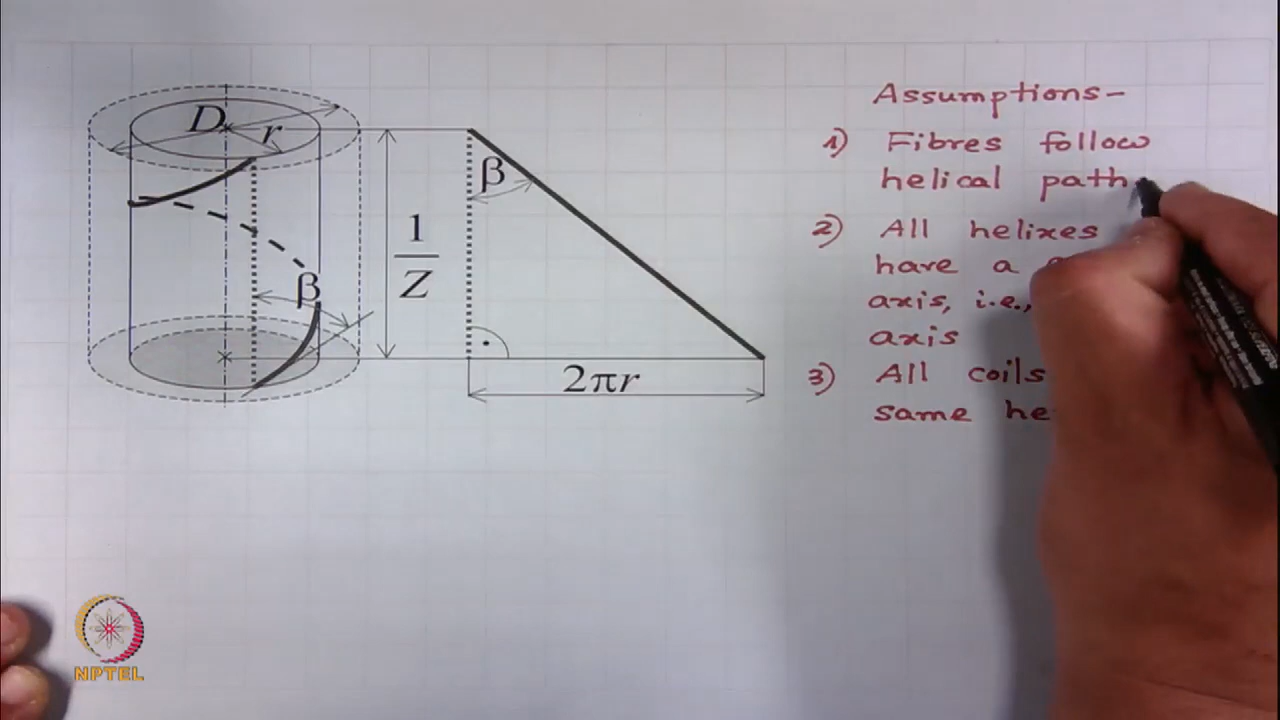 D
r
β
1
Z
β
2πr
Assumptions-
1) Fibres follow
helical path
2) All helixes
have a
axis, i.e.,
axis
3) All coils
same
NPTEL